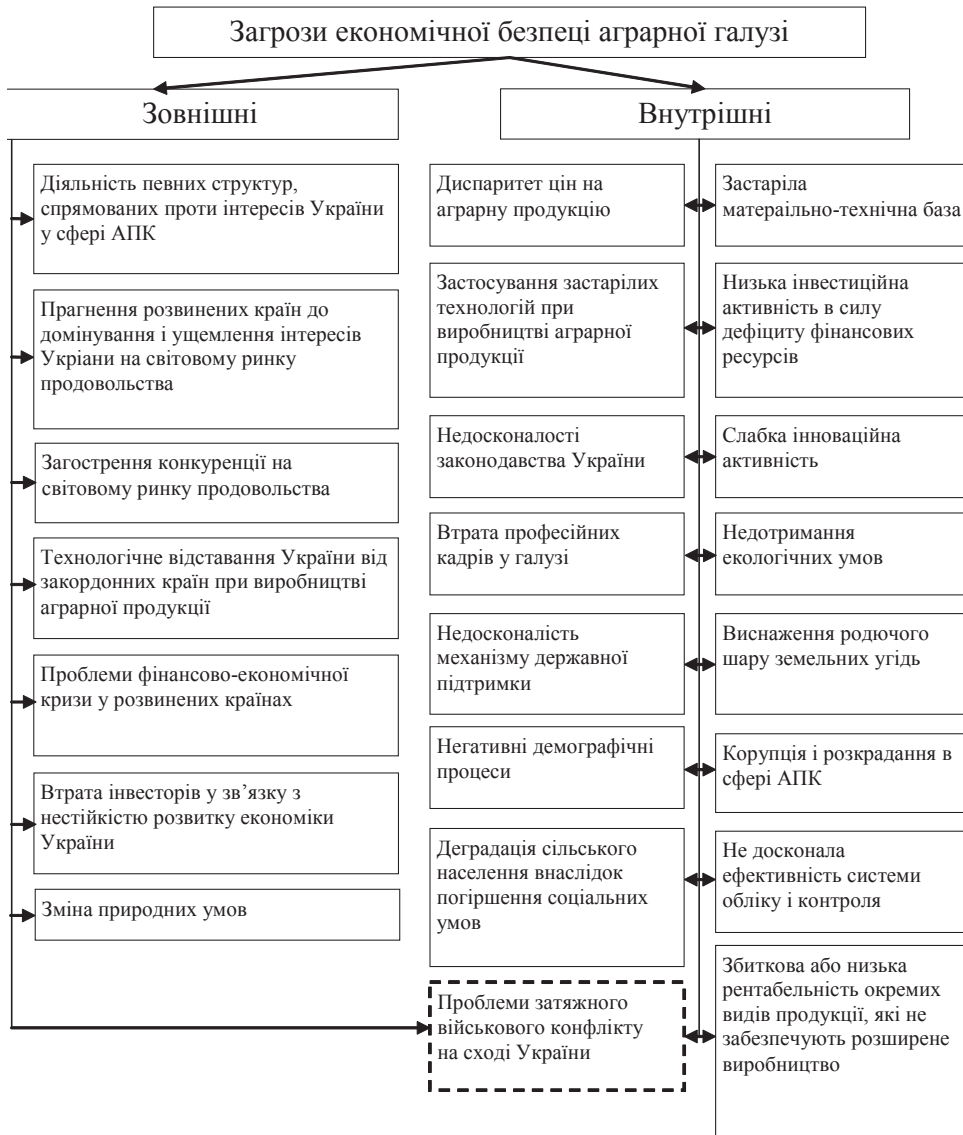 Загрози економічної безпеці аграрної галузі
Зовнішні
Діяльність певних структур,
спрямованих проти інтересів України
у сфері АПК
Прагнення розвинених країн до
домінування і ущемлення інтересів
Укріани на світовому ринку
продовольства
Загострення конкуренції на
світовому ринку продовольства
Технологічне відставання України від
закордонних країн при виробництві
аграрної продукції
Проблеми фінансово-економічної
кризи у розвинених країнах
Втрата інвесторів у зв’язку з
нестійкістю розвитку економіки
України
Зміна природних умов
Внутрішні
Диспаритет цін на
аграрну продукцію
Застосування застарілих
технологій при
виробництві аграрної
продукції
Недосконалості
законодавства України
Втрата професійних
кадрів у галузі
Недосконалість
механізму державної
підтримки
Негативні демографічні
процеси
Деградація сільського
населення внаслідок
погіршення соціальних
умов
Проблеми затяжного
військового конфлікту
на сході України
Застаріла
матераільно-технічна база
Низька інвестиційна
активність в силу
дефіциту фінансових
ресурсів
Слабка інноваційна
активність
Недотримання
екологічних умов
Виснаження родючого
шару земельних угідь
Корупція і розкрадання в
сфері АПК
Не досконала
ефективність системи
обліку і контроля
Збиткова або низька
рентабельність окремих
видів продукції, які не
забезпечують розширене
виробництво